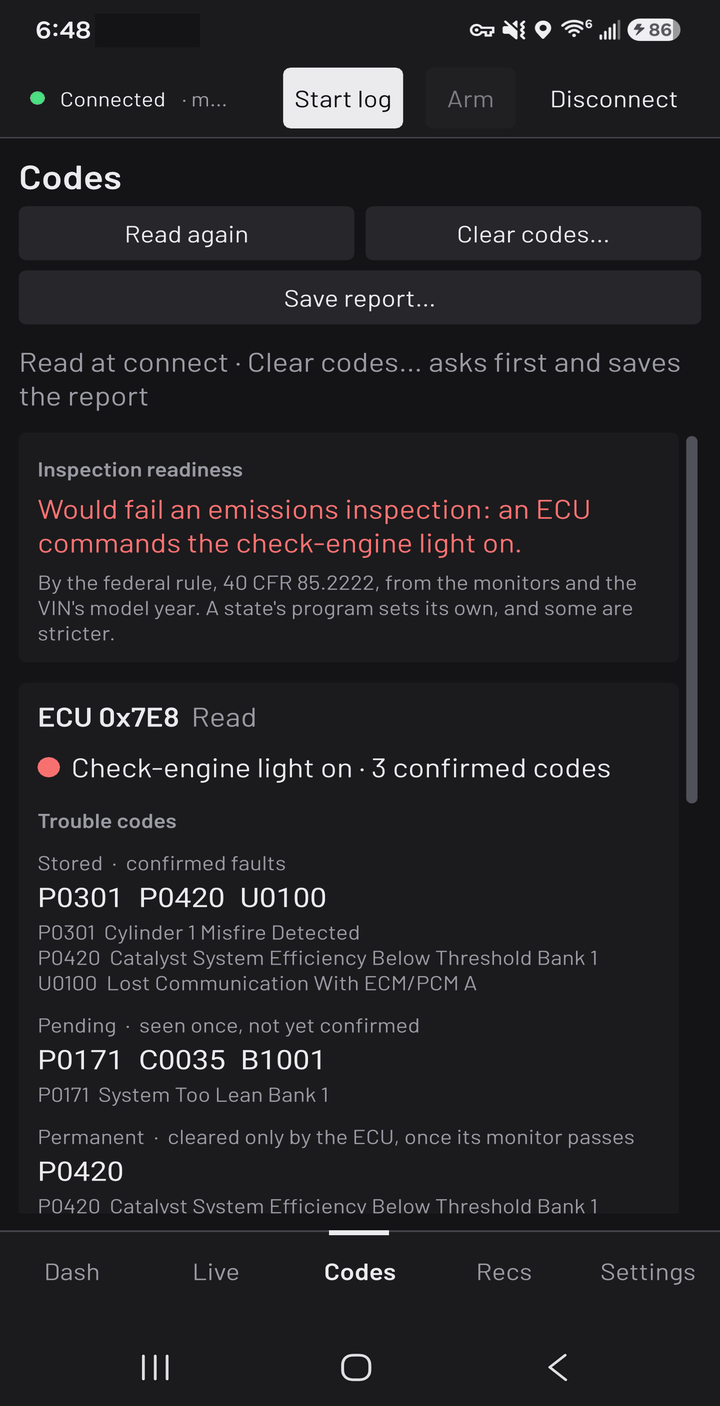 6:48
6
86
Connected · m...
Start log
Arm
Disconnect
Codes
Read again
Clear codes...
Save report...
Read at connect · Clear codes... asks first and saves
the report
Inspection readiness
Would fail an emissions inspection: an ECU
commands the check-engine light on.
By the federal rule, 40 CFR 85.2222, from the monitors and the
VIN's model year. A state's program sets its own, and some are
stricter.
ECU 0x7E8 Read
Check-engine light on · 3 confirmed codes
Trouble codes
Stored · confirmed faults
P0301 P0420 U0100
P0301 Cylinder 1 Misfire Detected
P0420 Catalyst System Efficiency Below Threshold Bank 1
U0100 Lost Communication With ECM/PCM A
Pending · seen once, not yet confirmed
P0171 C0035 B1001
P0171 System Too Lean Bank 1
Permanent · cleared only by the ECU, once its monitor passes
P0420
P0420 Catalyst System Efficiency Below Threshold Bank 1
Dash
Live
Codes
Recs
Settings